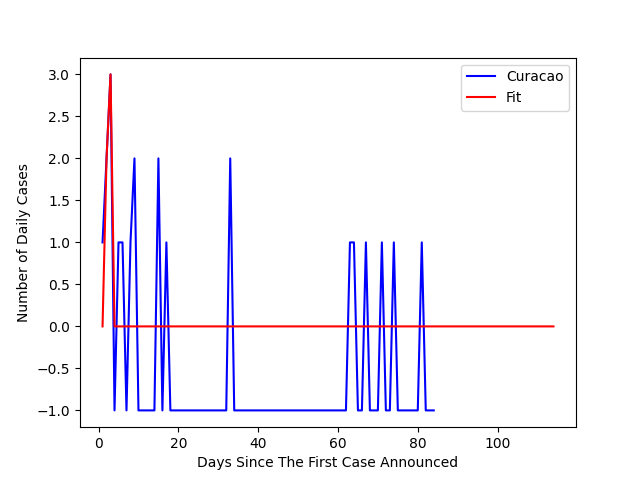 Curacao
Fit
3.0
2.5
2.0
1.5
1.0
0.5
0.0
−0.5
−1.0
Number of Daily Cases
0 20 40 60 80 100
Days Since The First Case Announced